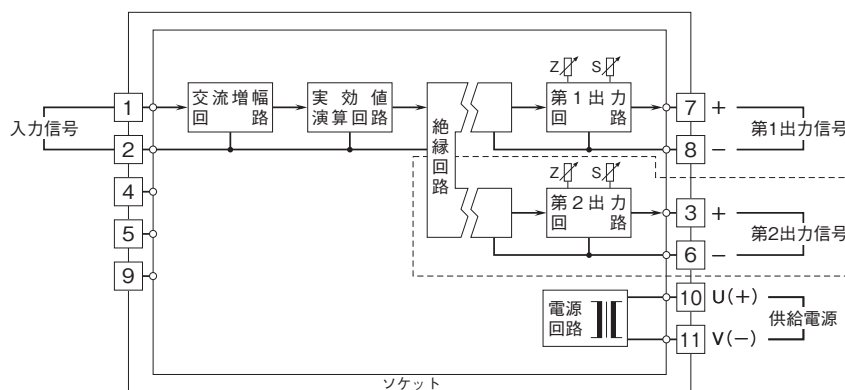 Z S
1 交流増幅 実効値 第1出力 7 +
回路 演算回路 回路
入力信号 絶縁回路 第1出力信号
2 8 −
Z S
4 第2出力 3 +
回路
5 第2出力信号
6 −
9
電源 10 U(+)
回路 供給電源
11 V(−)
ソケット